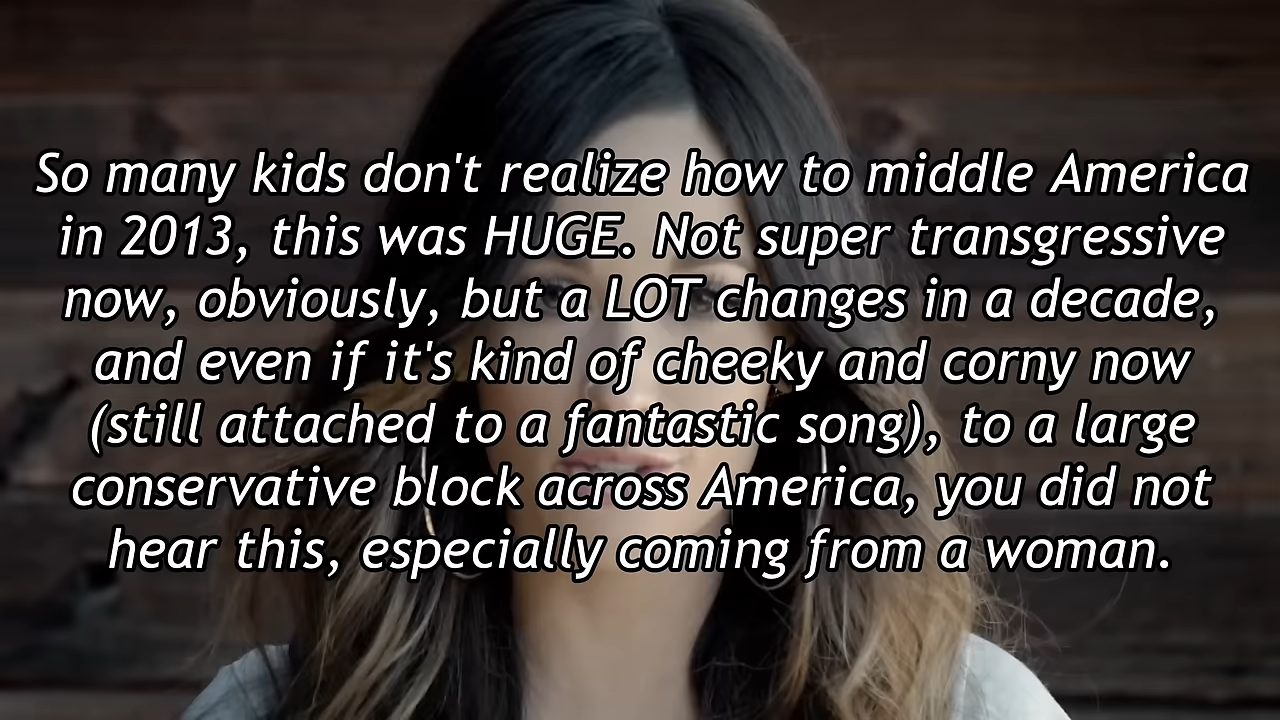 So many kids don't realize how to middle America
in 2013, this was HUGE. Not super transgressive
now, obviously, but a LOT changes in a decade,
and even if it's kind of cheeky and corny now
(still attached to a fantastic song), to a large
conservative block across America, you did not
hear this, especially coming from a woman.